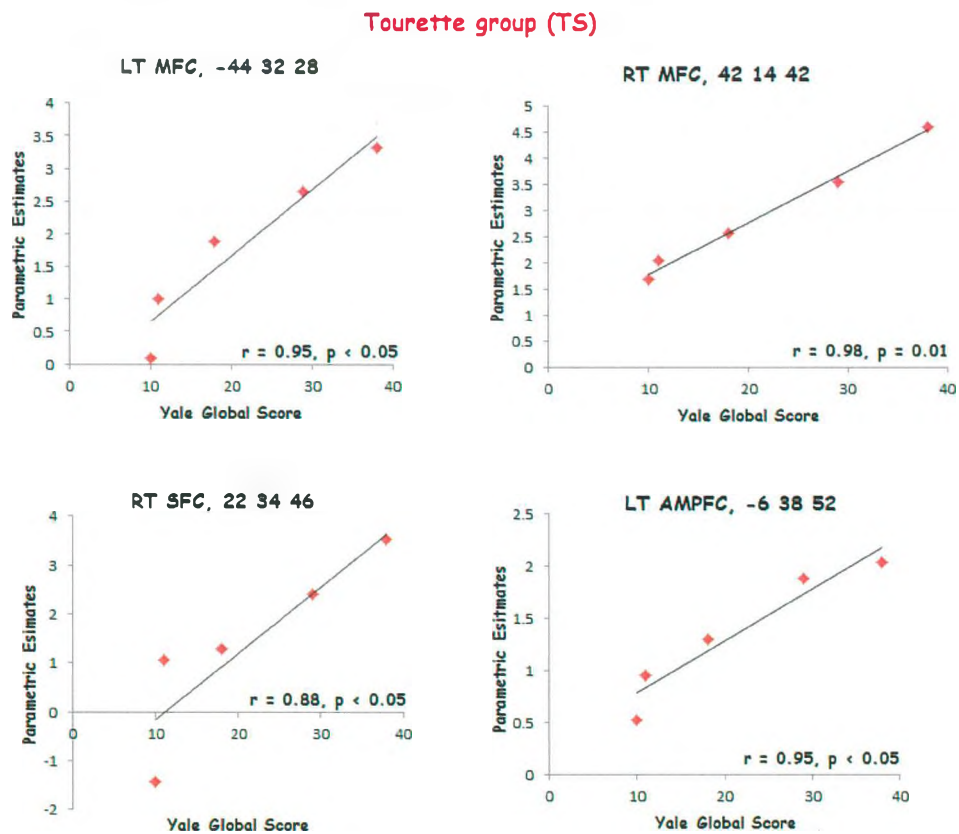 Tourette group (TS)
LT MFC, -44 32 28
Parametric Estimates
4
3.5
3
2.5
2
1.5
1
0.5
0
r = 0.95, p < 0.05
0 10 20 30 40
Yale Global Score
RT MFC, 42 14 42
Parametric Estimates
5
4.5
4
3.5
3
2.5
2
1.5
1
0.5
0
r = 0.98, p = 0.01
0 10 20 30 40
Yale Global Score
RT SFC, 22 34 46
Parametric Esimates
4
3
2
1
0
-1
-2
r = 0.88, p < 0.05
0 10 20 30 40
Yale Global Score
LT AMPFC, -6 38 52
Parametric Esitmates
2.5
2
1.5
1
0.5
0
r = 0.95, p < 0.05
0 10 20 30 40
Yale Global Score